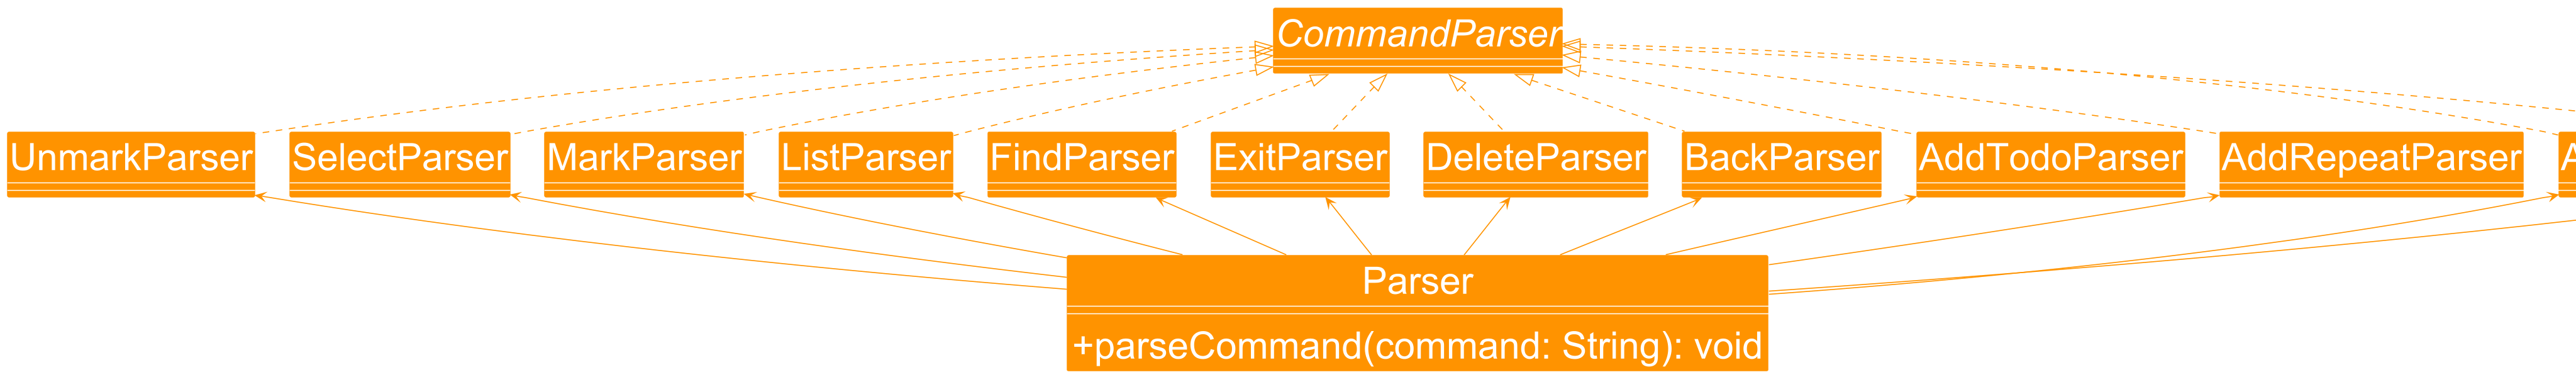 CommandParser
UnmarkParser
SelectParser
MarkParser
ListParser
FindParser
ExitParser
DeleteParser
BackParser
AddTodoParser
AddRepeatParser
Parser
+parseCommand(command: String): void